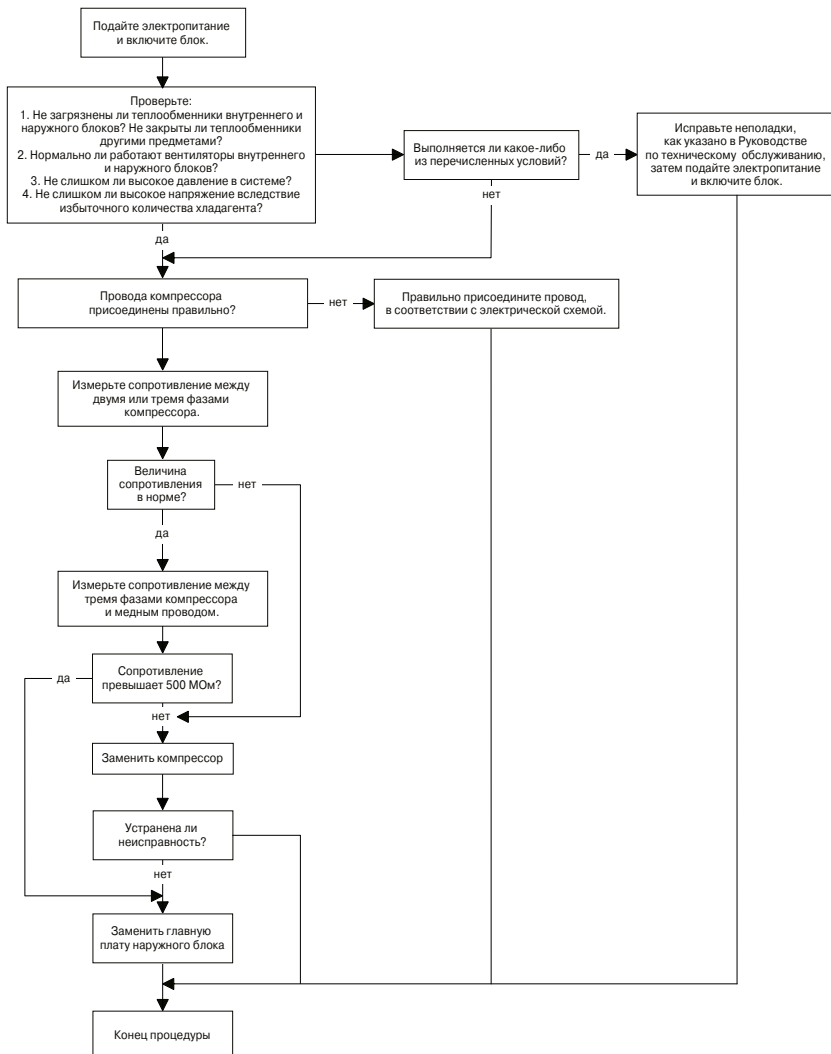 Подайте электропитание
и включите блок.
Проверьте:
1. Не загрязнены ли теплообменники внутреннего и
наружного блоков? Не закрыты ли теплообменники
другими предметами?
2. Нормально ли работают вентиляторы внутреннего
и наружного блоков?
3. Не слишком ли высокое давление в системе?
4. Не слишком ли высокое напряжение вследствие
избыточного количества хладагента?
Выполняется ли какое-либо
из перечисленных условий?
да
Исправьте неполадки,
как указано в Руководстве
по техническому обслуживанию,
затем подайте электропитание
и включите блок.
нет
да
Провода компрессора
присоединены правильно?
нет
Правильно присоедините провод,
в соответствии с электрической схемой.
Измерьте сопротивление между
двумя или тремя фазами
компрессора.
Величина
сопротивления
в норме?
нет
да
Измерьте сопротивление между
тремя фазами компрессора
и медным проводом.
Сопротивление
превышает 500 МОм?
да
нет
Заменить компрессор
Устранена ли
неисправность?
нет
Заменить главную
плату наружного блока
Конец процедуры